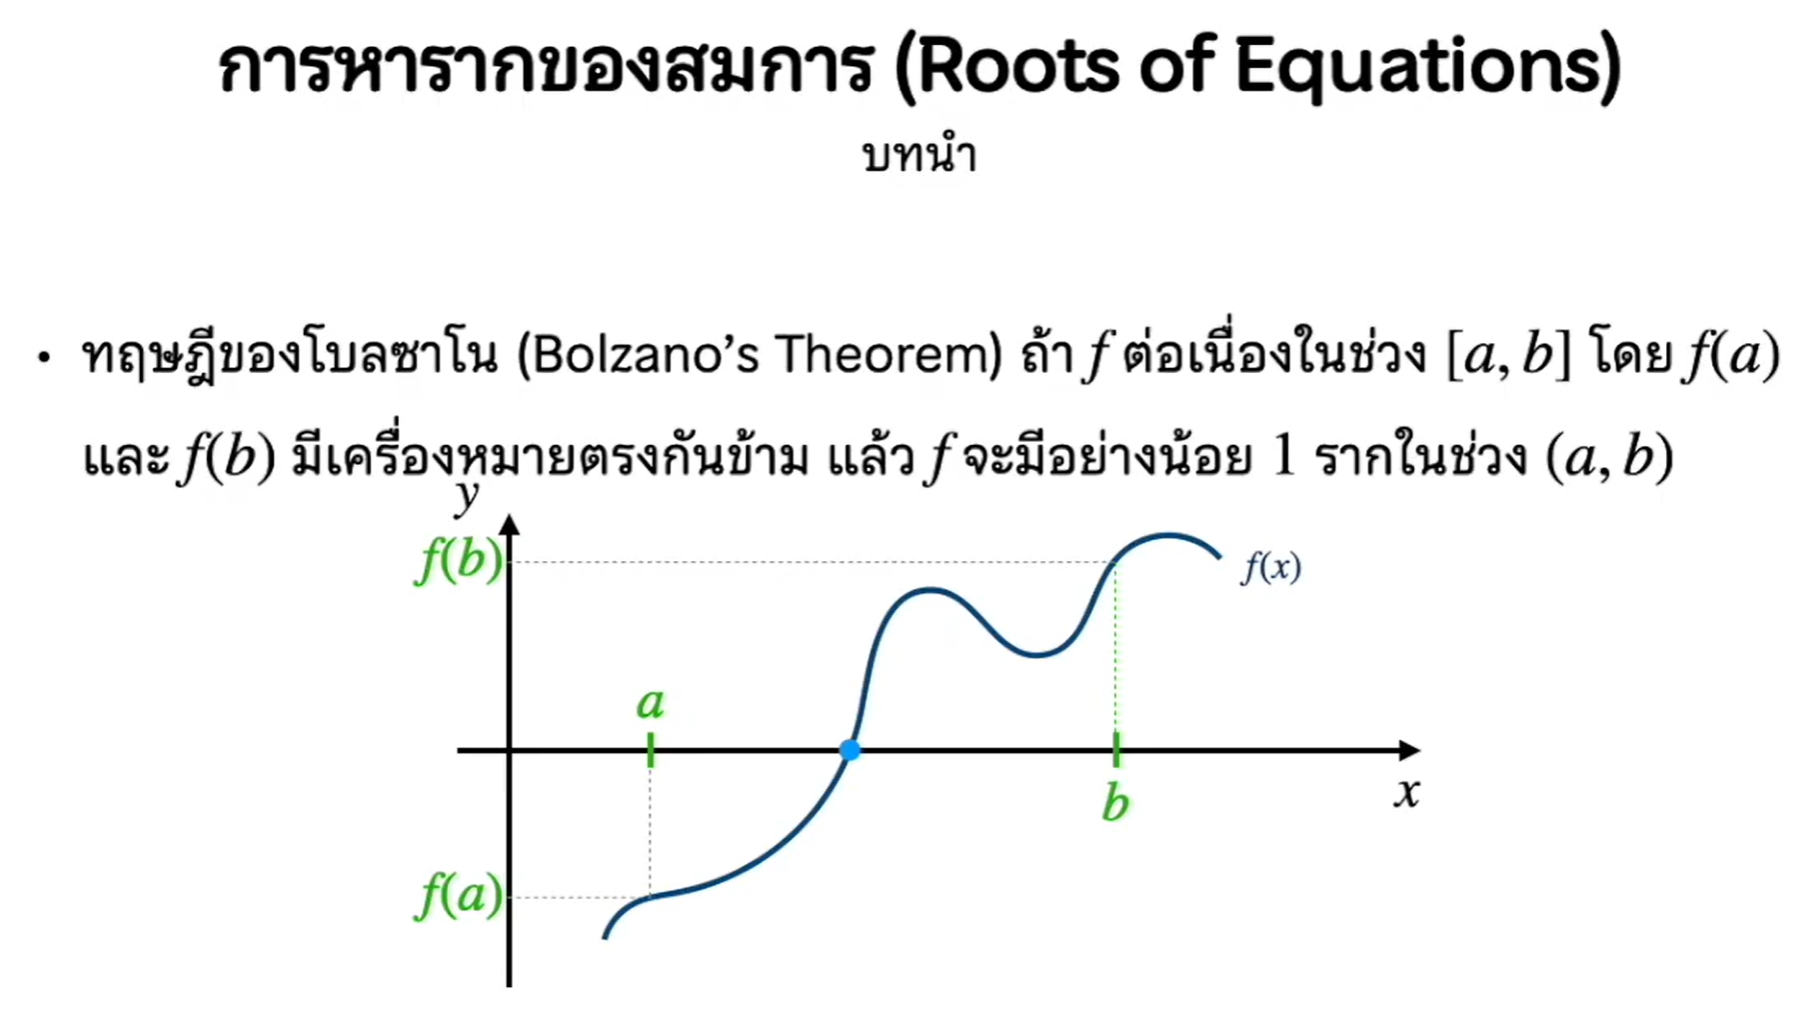 การหารากของสมการ (Roots of Equations)
บทนำ
• ทฤษฎีของโบลซาโน (Bolzano’s Theorem) ถ้า f ต่อเนื่องในช่วง [a, b] โดย f(a)
และ f(b) มีเครื่องหมายตรงกันข้าม แล้ว f จะมีอย่างน้อย 1 รากในช่วง (a, b)
y
f(b)
f(x)
a
b
x
f(a)